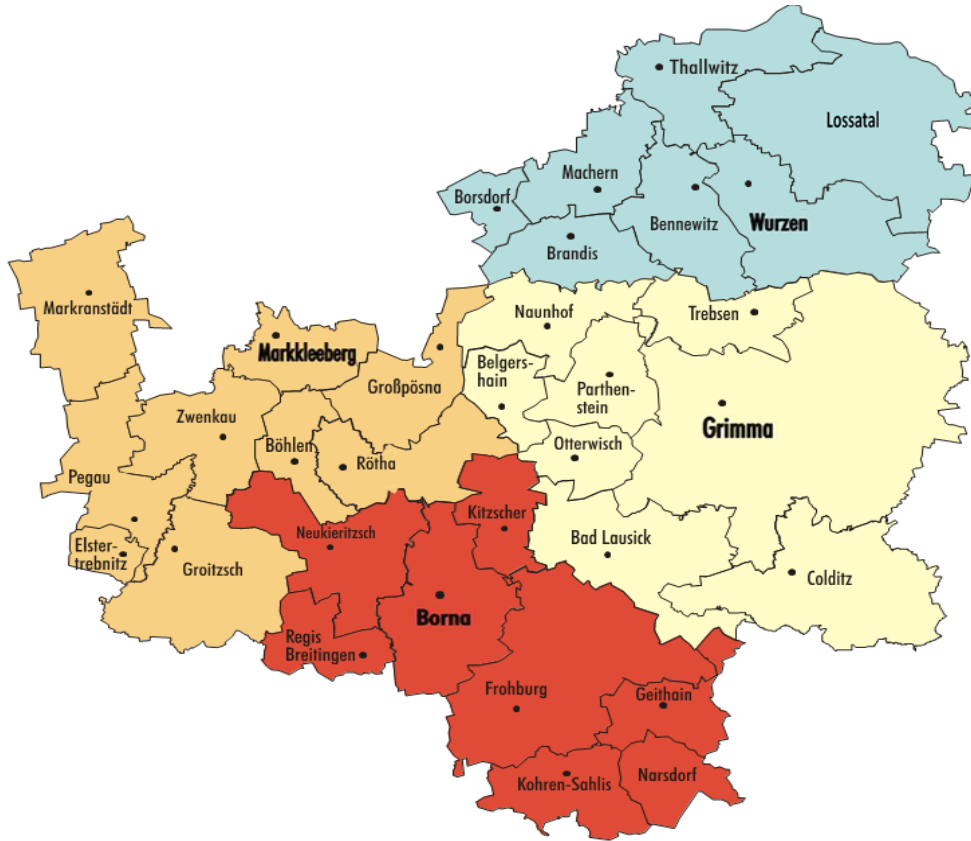 Thallwitz
Lossatal
Machern
Borsdorf
Bennewitz
Wurzen
Brandis
Markranstädt
Naunhof
Trebsen
Markkleeberg
Großpösna
Belgers-
hain
Parthen-
stein
Zwenkau
Grimma
Böhlen
Rötha
Otterwisch
Pegau
Kitzscher
Neukieritzsch
Bad Lausick
Elster-
trebnitz
Groitzsch
Colditz
Borna
Regis
Breitingen
Frohburg
Geithain
Kohren-Sahlis
Narsdorf